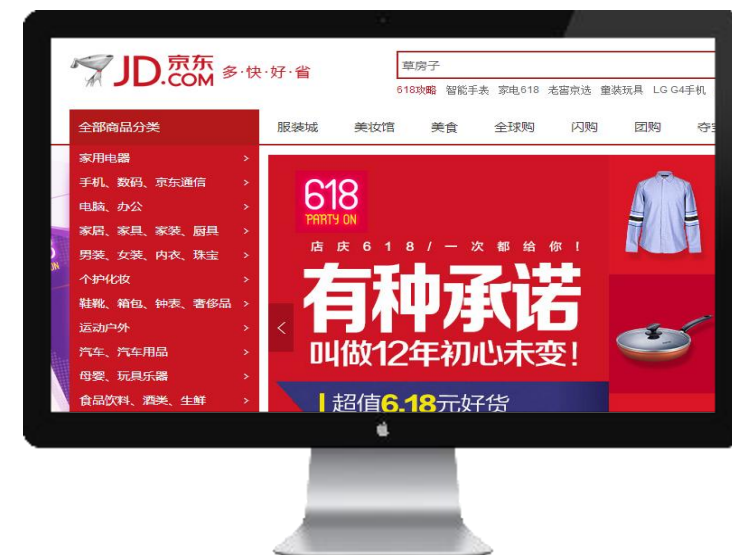 JD.COM 京东 多·快·好·省
草房子
618攻略 智能手表 家电618 老窖京选 童装玩具 LG G4手机
全部商品分类 服装城 美妆馆 美食 全球购 闪购 团购
家用电器 >
手机、数码、京东通信 >
电脑、办公 >
家居、家具、家装、厨具 >
男装、女装、内衣、珠宝 >
个护化妆 >
鞋靴、箱包、钟表、奢侈品 >
运动户外 >
汽车、汽车用品 >
母婴、玩具乐器 >
食品饮料、酒类、生鲜 >
618
PARTY ON
店庆618/一次都给你!
有种承诺
叫做12年初心未变!
超值6.18元好货